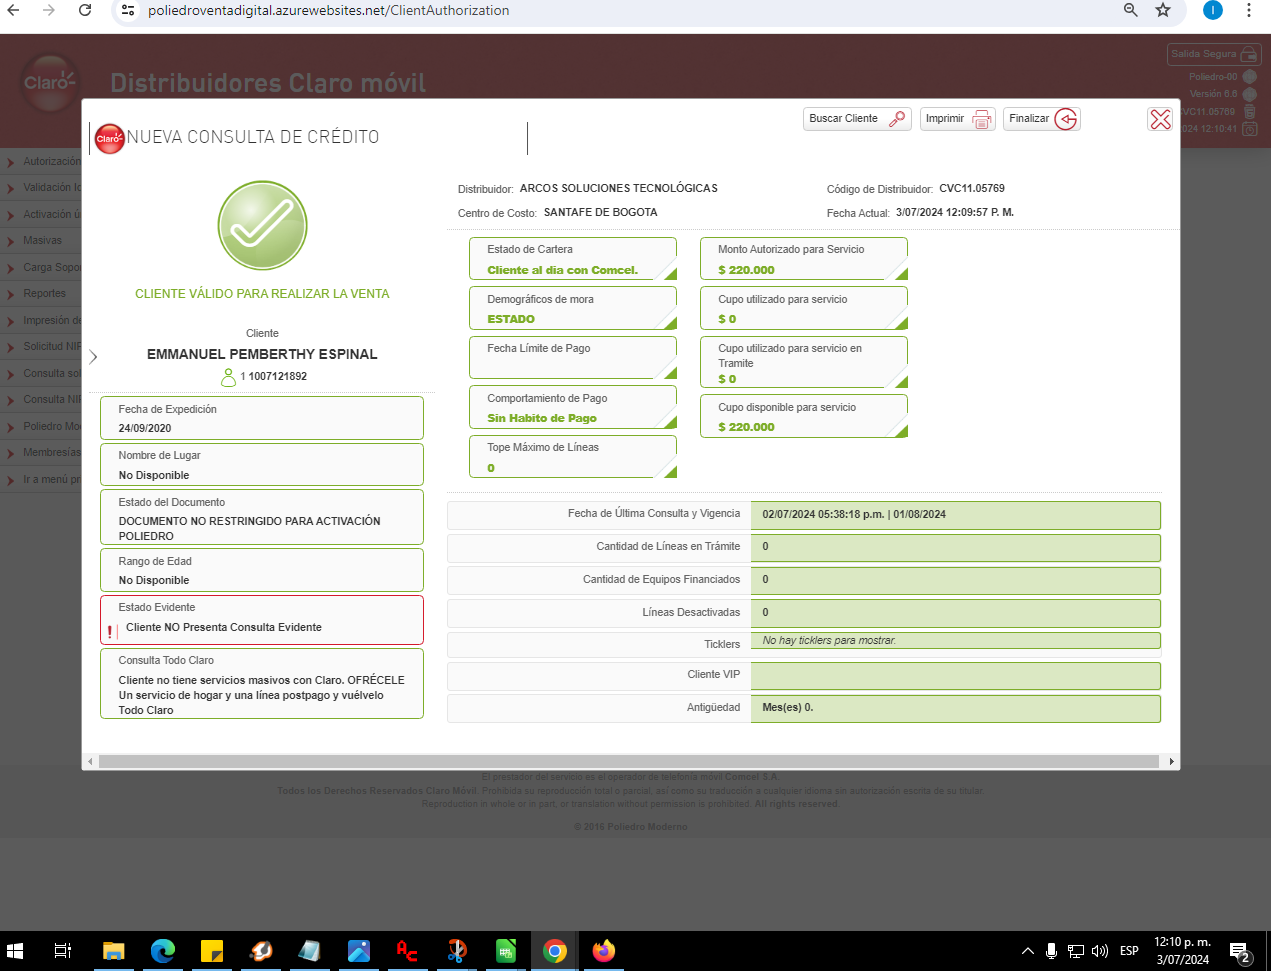 poliedroventadigital.azurewebsites.net/ClientAuthorization
I
Claro
Distribuidores Claro móvil
Salida Segura
Poliedro-00
Versión 6.6
VC11.05769
024 12:10:41
Autorización
Validación Id
Activación ú
Masivas
Carga Sopo
Reportes
Impresión de
Solicitud NIP
Consulta sol
Consulta NIP
Poliedro Mo
Membresías
Ir a menú pr
Claro
NUEVA CONSULTA DE CRÉDITO
Buscar Cliente
Imprimir
Finalizar
CLIENTE VÁLIDO PARA REALIZAR LA VENTA
Cliente
EMMANUEL PEMBERTHY ESPINAL
1 1007121892
Fecha de Expedición
24/09/2020
Nombre de Lugar
No Disponible
Estado del Documento
DOCUMENTO NO RESTRINGIDO PARA ACTIVACIÓN
POLIEDRO
Rango de Edad
No Disponible
Estado Evidente
! Cliente NO Presenta Consulta Evidente
Consulta Todo Claro
Cliente no tiene servicios masivos con Claro. OFRÉCELE
Un servicio de hogar y una línea postpago y vuélvelo
Todo Claro
Distribuidor: ARCOS SOLUCIONES TECNOLÓGICAS
Código de Distribuidor: CVC11.05769
Centro de Costo: SANTAFE DE BOGOTA
Fecha Actual: 3/07/2024 12:09:57 P. M.
Estado de Cartera
Cliente al dia con Comcel.
Demográficos de mora
ESTADO
Fecha Límite de Pago
Comportamiento de Pago
Sin Habito de Pago
Tope Máximo de Líneas
0
Monto Autorizado para Servicio
$ 220.000
Cupo utilizado para servicio
$ 0
Cupo utilizado para servicio en
Tramite
$ 0
Cupo disponible para servicio
$ 220.000
Fecha de Última Consulta y Vigencia 02/07/2024 05:38:18 p.m. | 01/08/2024
Cantidad de Líneas en Trámite 0
Cantidad de Equipos Financiados 0
Líneas Desactivadas 0
Ticklers No hay ticklers para mostrar.
Cliente VIP
Antigüedad Mes(es) 0.
El prestador del servicio es el operador de telefonía móvil Comcel S.A.
Todos los Derechos Reservados Claro Móvil. Prohibida su reproducción total o parcial, así como su traducción a cualquier idioma sin autorización escrita de su titular.
Reproduction in whole or in part, or translation without permission is prohibited. All rights reserved.
© 2016 Poliedro Moderno
AC
ESP
12:10 p. m.
3/07/2024
2